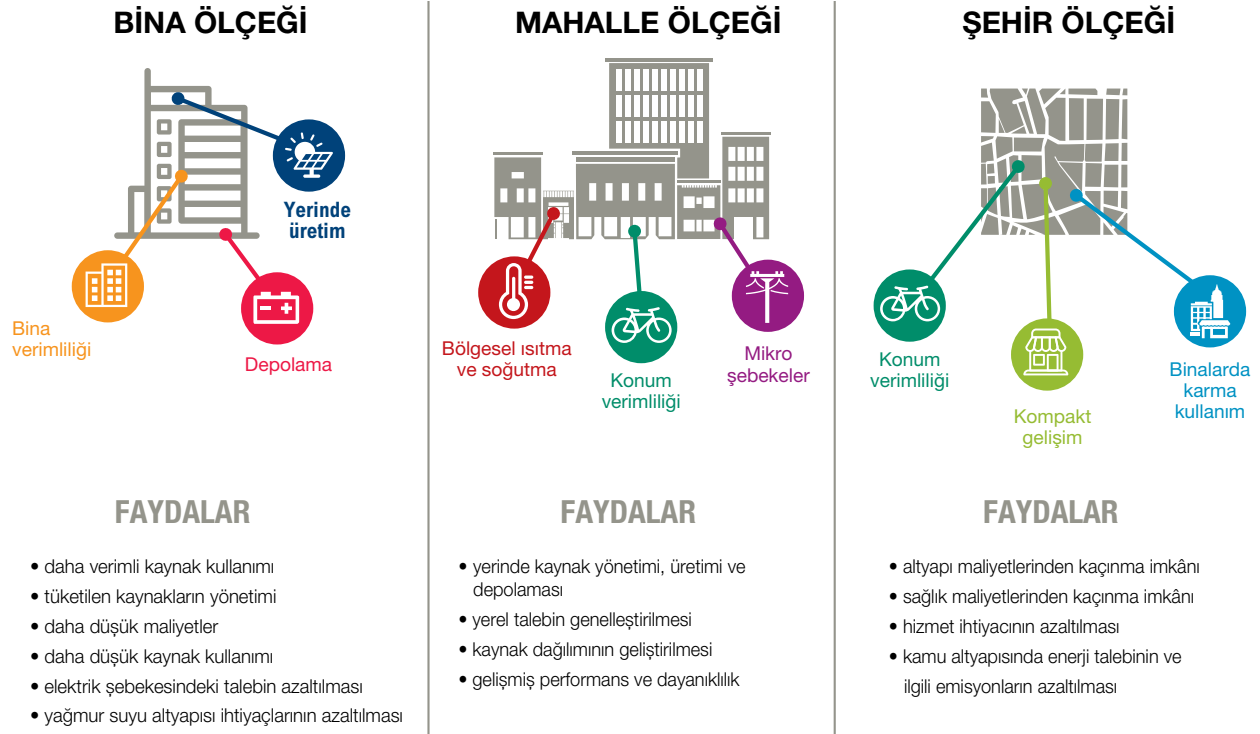 BİNA ÖLÇEĞİ
Yerinde
üretim
Bina
verimliliği
Depolama
FAYDALAR
• daha verimli kaynak kullanımı
• tüketilen kaynakların yönetimi
• daha düşük maliyetler
• daha düşük kaynak kullanımı
• elektrik şebekesindeki talebin azaltılması
• yağmur suyu altyapısı ihtiyaçlarının azaltılması
MAHALLE ÖLÇEĞİ
Bölgesel ısıtma
ve soğutma
Konum
verimliliği
Mikro
şebekeler
FAYDALAR
• yerinde kaynak yönetimi, üretimi ve
depolaması
• yerel talebin genelleştirilmesi
• kaynak dağılımının geliştirilmesi
• gelişmiş performans ve dayanıklılık
ŞEHİR ÖLÇEĞİ
Konum
verimliliği
Kompakt
gelişim
Binalarda
karma
kullanım
FAYDALAR
• altyapı maliyetlerinden kaçınma imkânı
• sağlık maliyetlerinden kaçınma imkânı
• hizmet ihtiyacının azaltılması
• kamu altyapısında enerji talebinin ve
ilgili emisyonların azaltılması